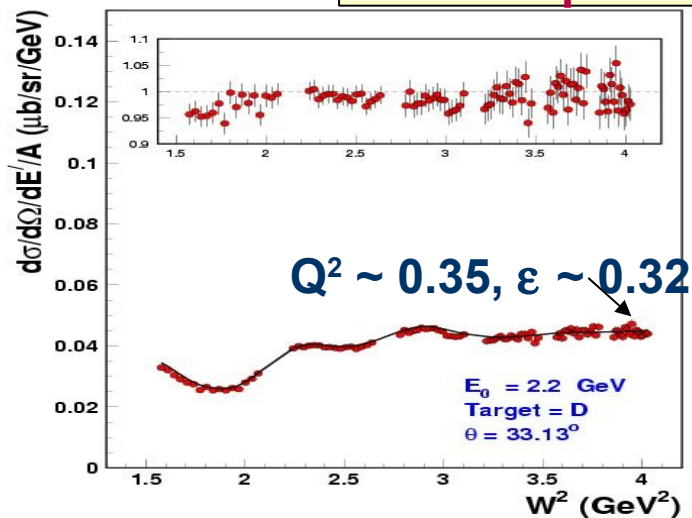 0.14
0.12
0.1
0.08
0.06
0.04
0.02
0
dσ/dΩ/dE′/A (μb/sr/GeV)
1.1
1.05
1
0.95
0.9
1.5 2 2.5 3 3.5 4
Q² ~ 0.35, ε ~ 0.32
E₀ = 2.2 GeV
Target = D
θ = 33.13°
1.5 2 2.5 3 3.5 4
W² (GeV²)